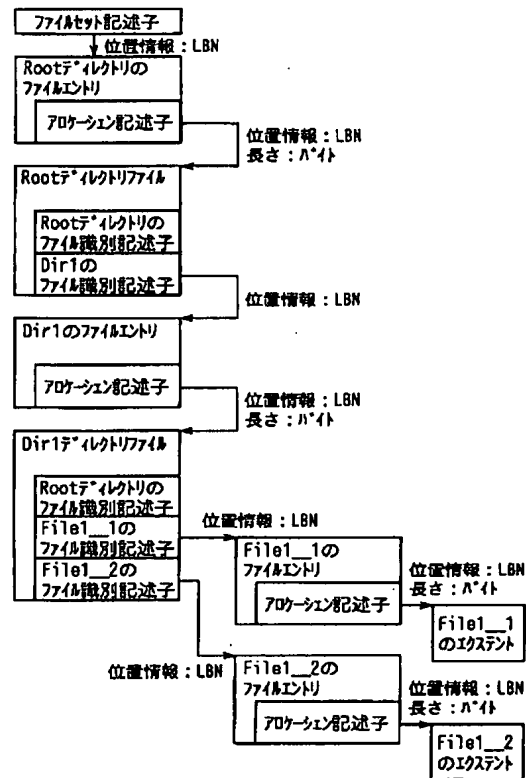 ファイルセット記述子
位置情報：LBN
Rootディレクトリの
ファイルエントリ
アロケーション記述子
位置情報：LBN
長さ：バイト
Rootディレクトリファイル
Rootディレクトリの
ファイル識別記述子
Dir1の
ファイル識別記述子
位置情報：LBN
Dir1のファイルエントリ
アロケーション記述子
位置情報：LBN
長さ：バイト
Dir1ディレクトリファイル
Rootディレクトリの
ファイル識別記述子
File1__1の
ファイル識別記述子
File1__2の
ファイル識別記述子
位置情報：LBN
File1__1の
ファイルエントリ
アロケーション記述子
位置情報：LBN
長さ：バイト
File1__1
のエクステント
位置情報：LBN
File1__2の
ファイルエントリ
アロケーション記述子
位置情報：LBN
長さ：バイト
File1__2
のエクステント